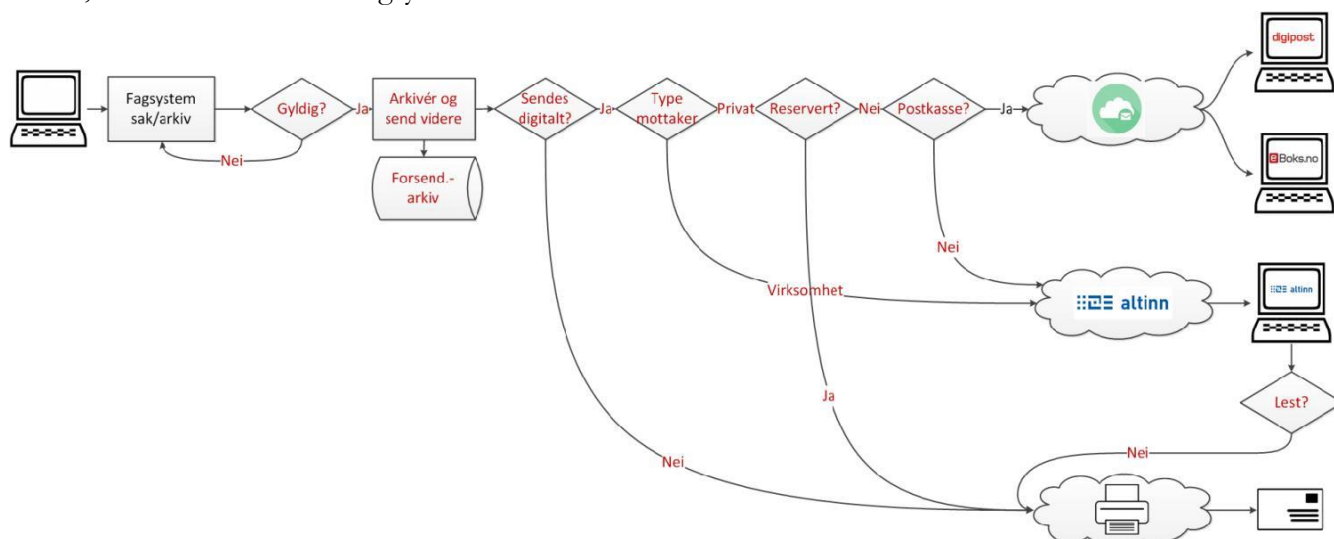 digipost
Fagsystem
sak/arkiv
Gyldig?
Ja
Arkivér og
send videre
Sendes
digitalt?
Ja
Type
mottaker
Privat
Reservert?
Nei
Postkasse?
Ja
Nei
Forsend.-
arkiv
eBoks.no
Nei
Virksomhet
altinn
altinn
Ja
Lest?
Nei
Nei